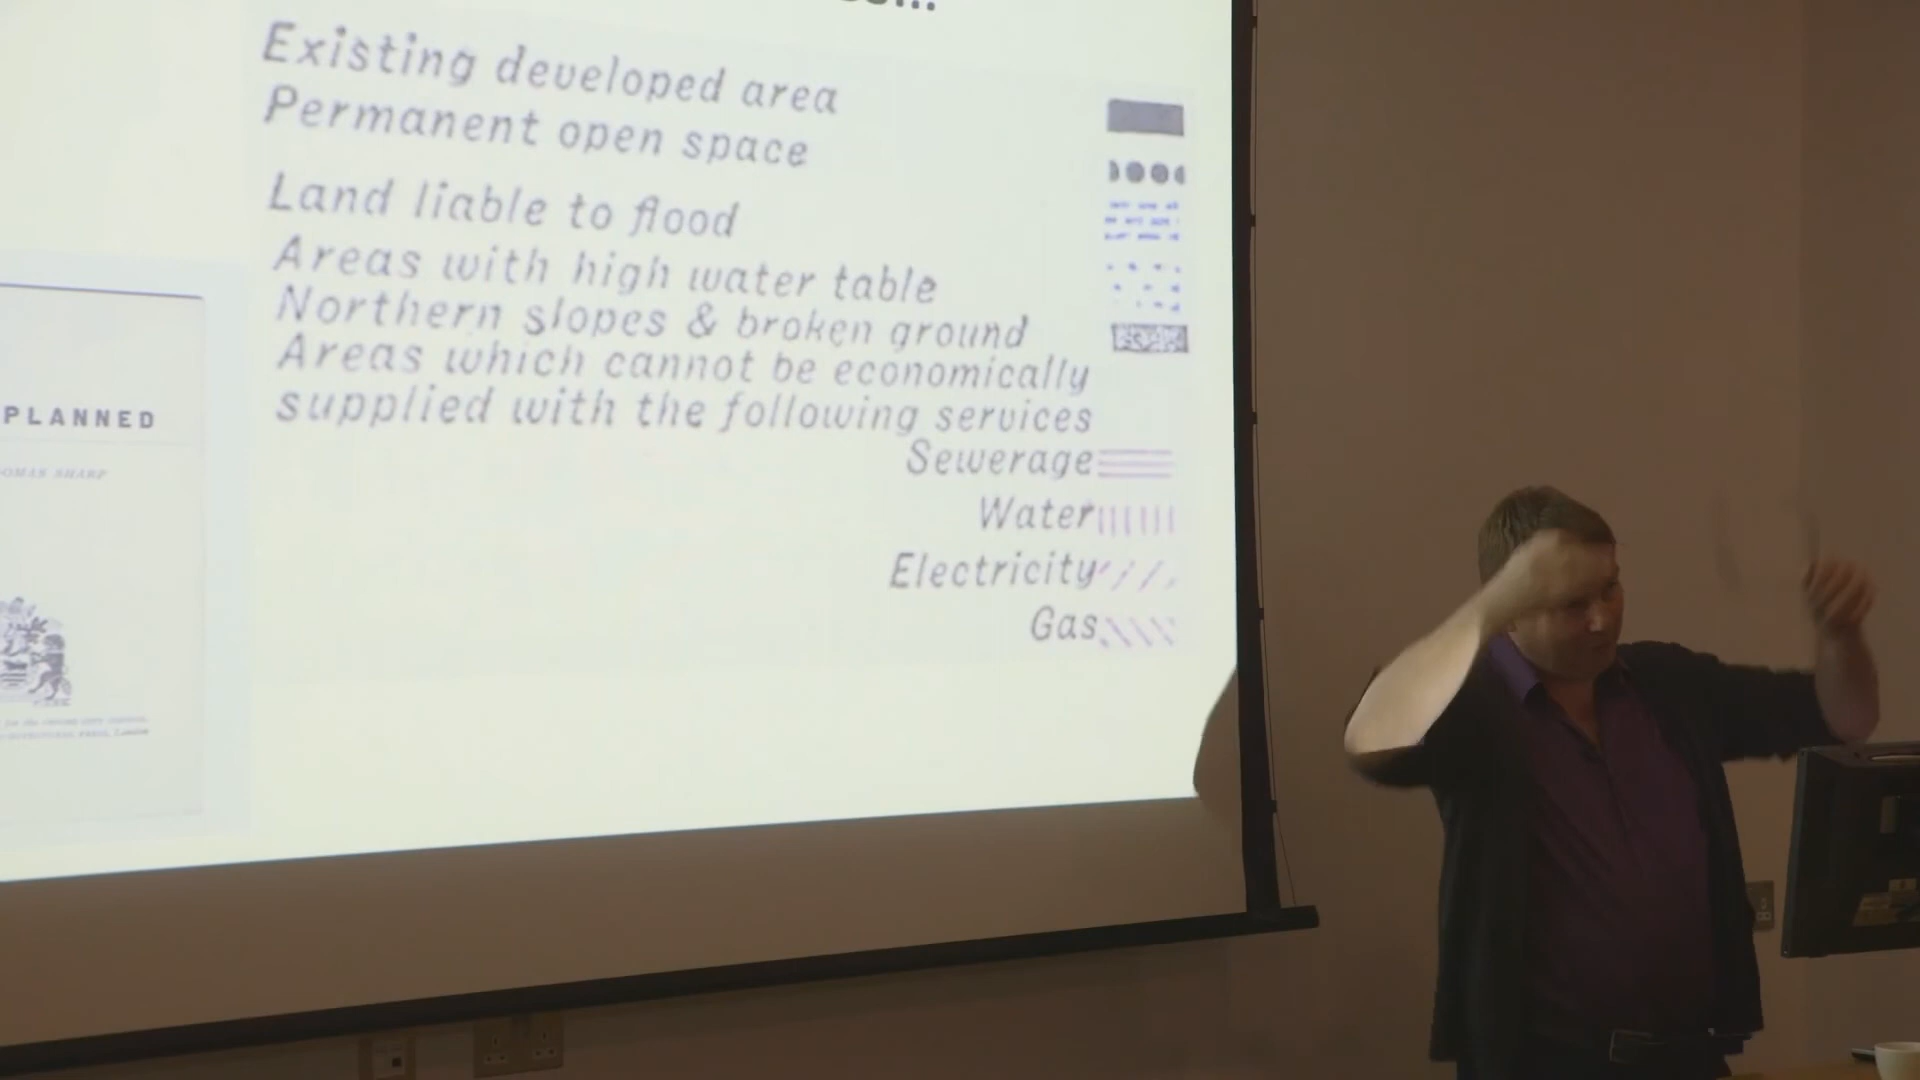 Existing developed area
Permanent open space
Land liable to flood
Areas with high water table
Northern slopes & broken ground
Areas which cannot be economically
supplied with the following services
Sewerage
Water
Electricity
Gas
PLANNED
SHARP